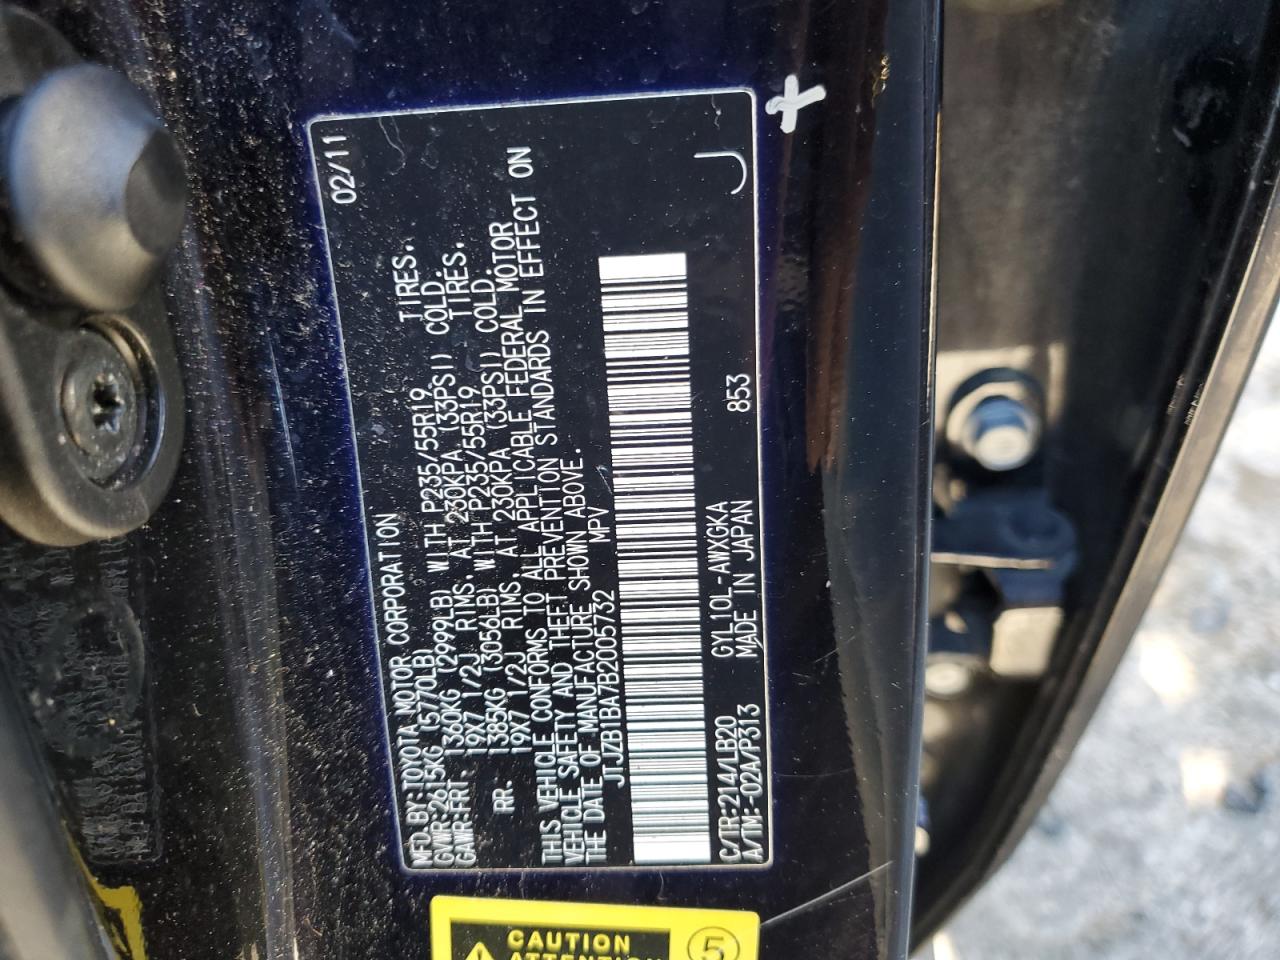 MFD.BY:TOYOTA MOTOR CORPORATION 02/11
GVWR:2615KG (5770LB)
GAWR:FRT. 1360KG (2999LB) WITH P235/55R19 TIRES.
19X7 1/2J RIMS. AT 230KPA (33PSI) COLD.
RR. 1385KG (3056LB) WITH P235/55R19 TIRES.
19X7 1/2J RIMS. AT 230KPA (33PSI) COLD.
THIS VEHICLE CONFORMS TO ALL APPLICABLE FEDERAL MOTOR
VEHICLE SAFETY AND THEFT PREVENTION STANDARDS IN EFFECT ON
THE DATE OF MANUFACTURE SHOWN ABOVE.
JTJZB1BA7B2005732 MPV
J
C/TR:214/LB20 GYL10L-AWXGKA 853
A/TM:-02A/P313 MADE IN JAPAN
CAUTION
ATTENTION
5